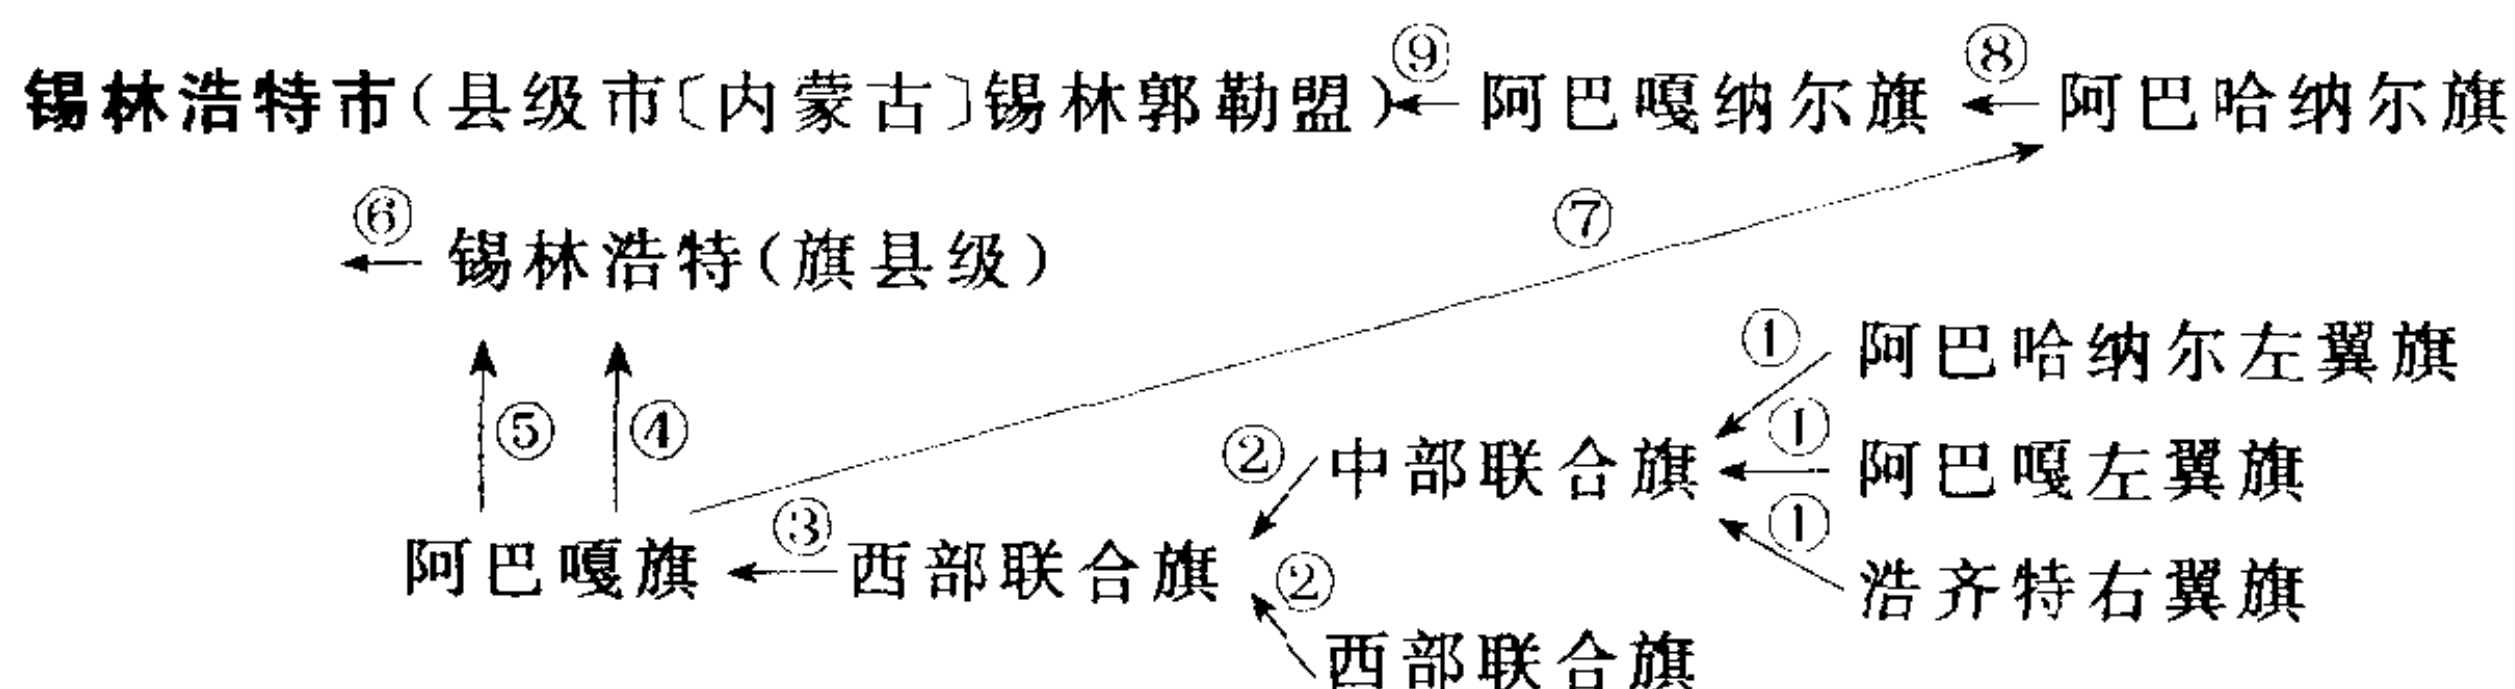 锡林浩特市(县级市〔内蒙古〕锡林郭勒盟) ⑨ 阿巴嘎纳尔旗 ⑧ 阿巴哈纳尔旗
⑥ 锡林浩特(旗县级) ⑦
① 阿巴哈纳尔左翼旗
⑤ ④ ② 中部联合旗 ① 阿巴嘎左翼旗
阿巴嘎旗 ③ 西部联合旗 ① 浩齐特右翼旗
② 西部联合旗